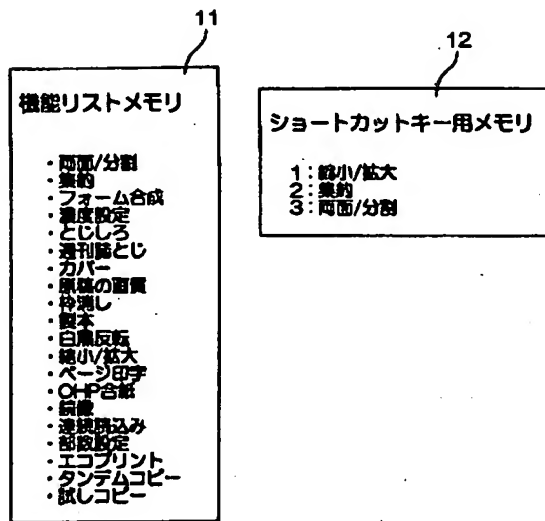 11
機能リストメモリ
・両面/分割
・集約
・フォーム合成
・濃度設定
・とじしろ
・週刊誌とじ
・カバー
・原稿の画質
・枠消し
・製本
・白黒反転
・縮小/拡大
・ページ印字
・OHP合紙
・鏡像
・連続読込み
・部数設定
・エコプリント
・タンデムコピー
・試しコピー
12
ショートカットキー用メモリ
1:縮小/拡大
2:集約
3:両面/分割